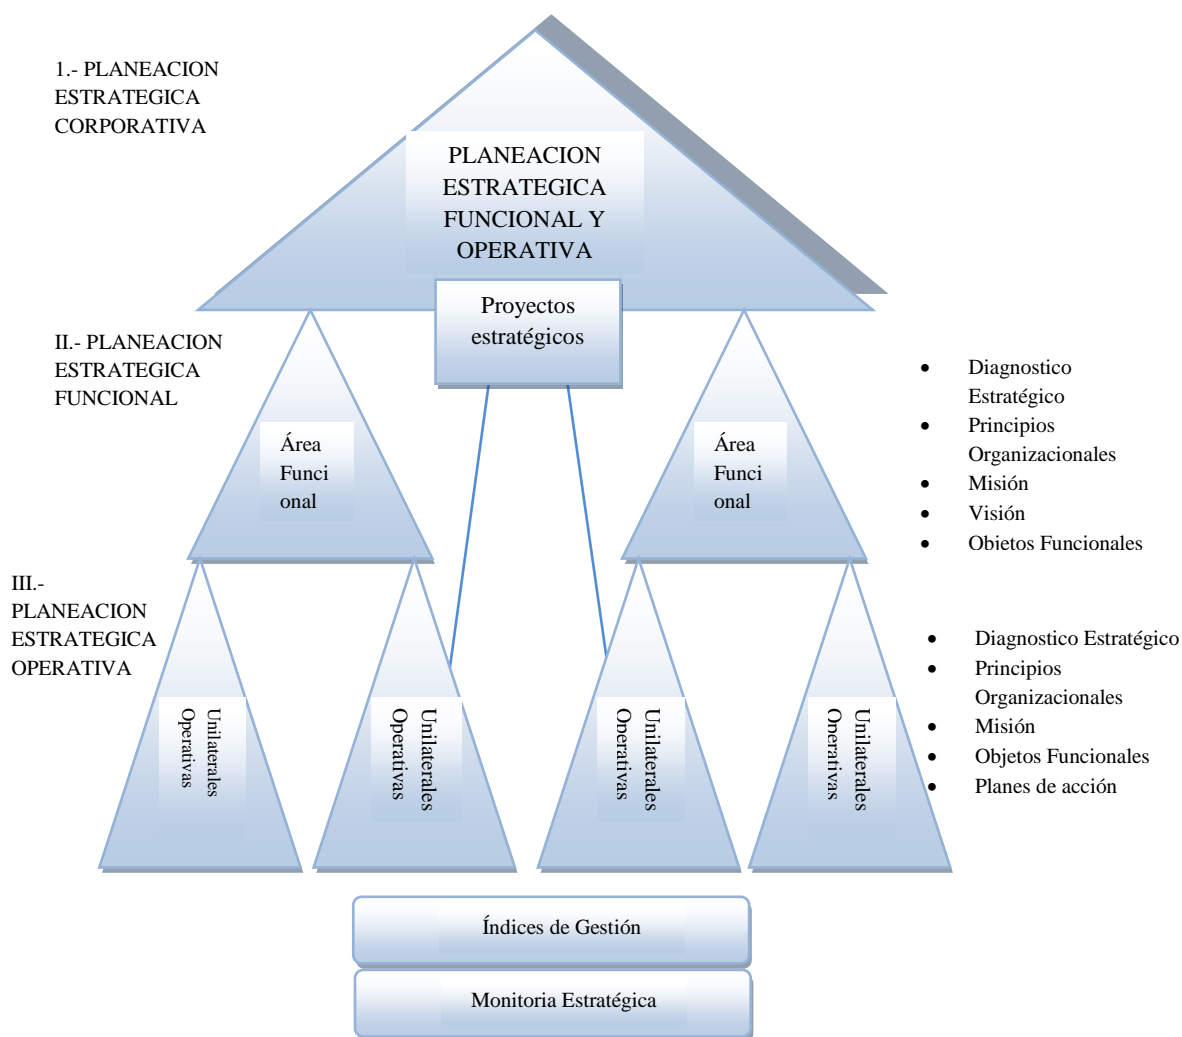 1.- PLANEACION
ESTRATEGICA
CORPORATIVA
PLANEACION
ESTRATEGICA
FUNCIONAL Y
OPERATIVA
Proyectos
estratégicos
II.- PLANEACION
ESTRATEGICA
FUNCIONAL
Área
Funci
onal
Área
Funci
onal
• Diagnostico
Estratégico
• Principios
Organizacionales
• Misión
• Visión
• Obietos Funcionales
III.-
PLANEACION
ESTRATEGICA
OPERATIVA
Unilaterales
Operativas
Unilaterales
Operativas
Unilaterales
Operativas
Unilaterales
Operativas
• Diagnostico Estratégico
• Principios
Organizacionales
• Misión
• Objetos Funcionales
• Planes de acción
Índices de Gestión
Monitoria Estratégica